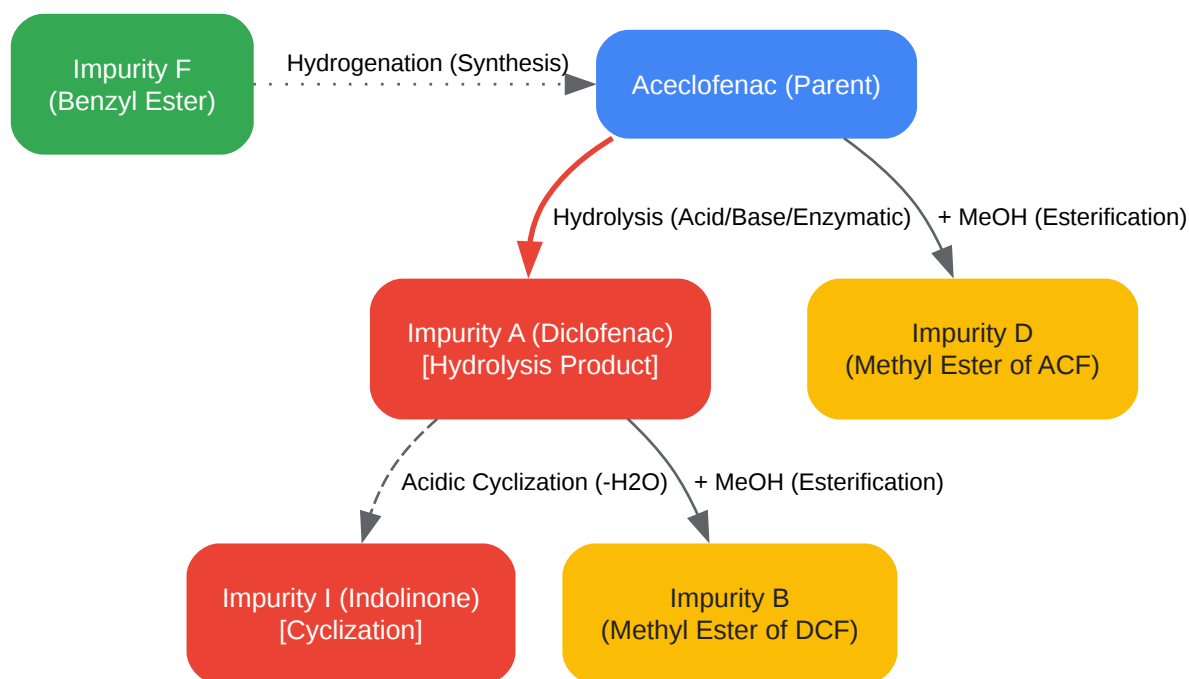 Impurity F
(Benzyl Ester)
Hydrogenation (Synthesis)
Aceclofenac (Parent)
Hydrolysis (Acid/Base/Enzymatic)
+ MeOH (Esterification)
Impurity A (Diclofenac)
[Hydrolysis Product]
Impurity D
(Methyl Ester of ACF)
Acidic Cyclization (-H2O)
+ MeOH (Esterification)
Impurity I (Indolinone)
[Cyclization]
Impurity B
(Methyl Ester of DCF)